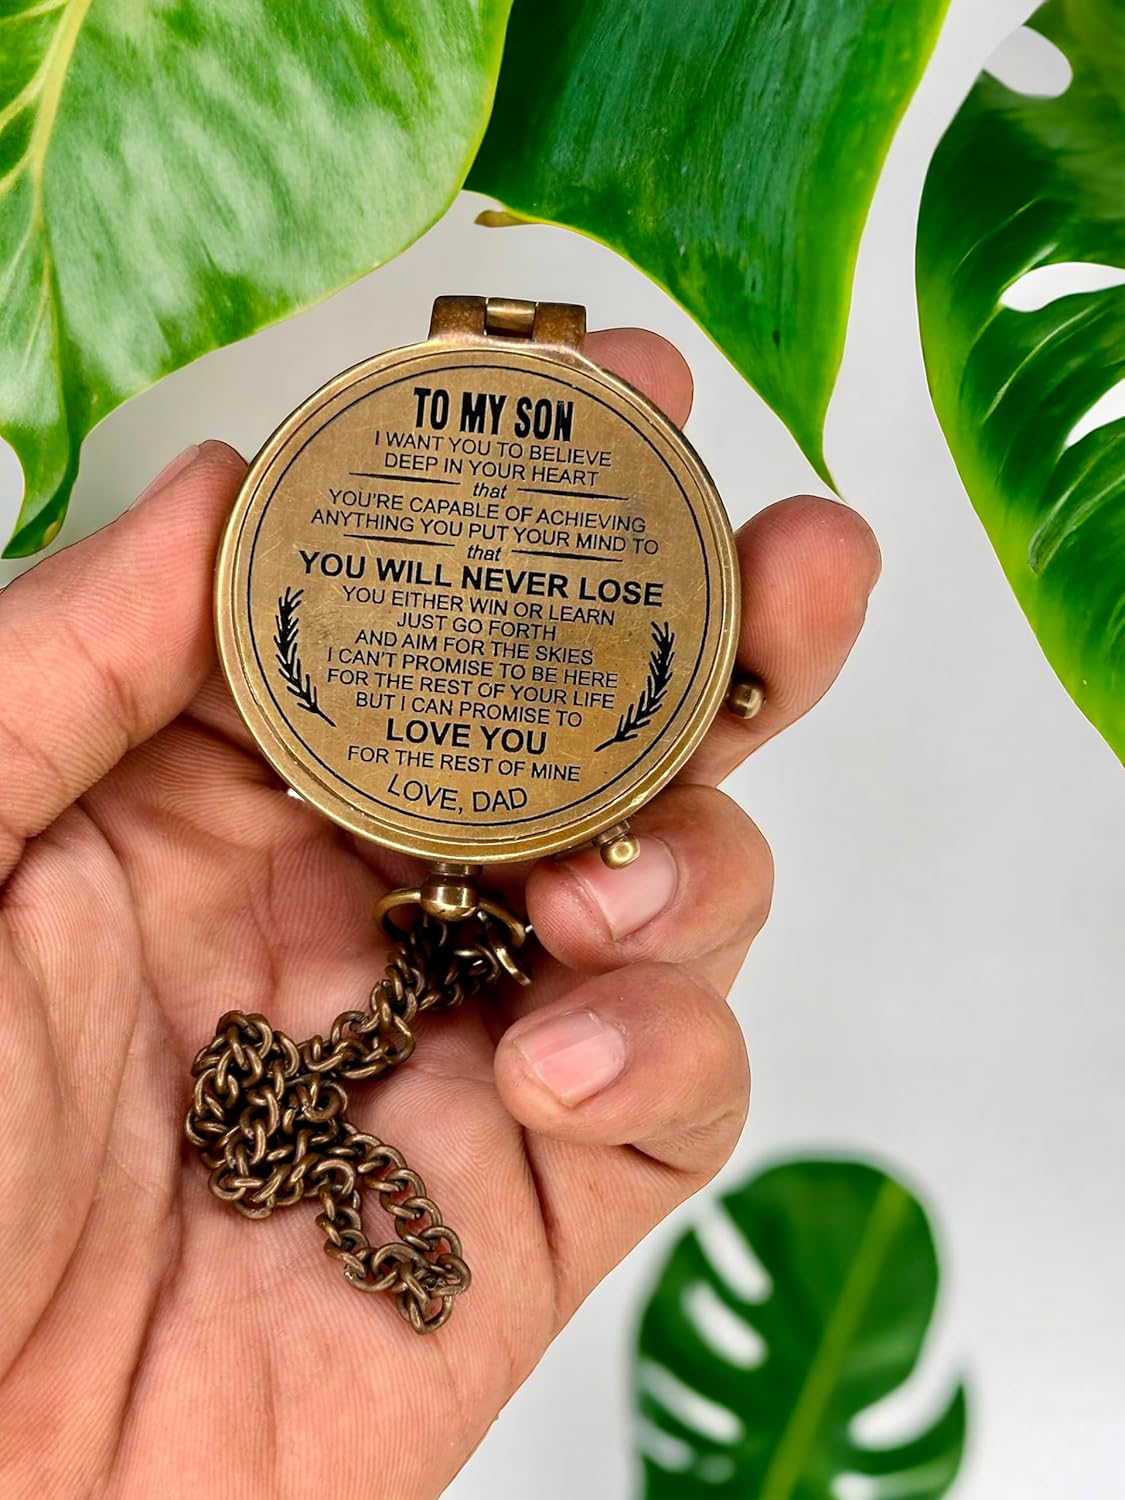 TO MY SON
I WANT YOU TO BELIEVE
DEEP IN YOUR HEART
that
YOU'RE CAPABLE OF ACHIEVING
ANYTHING YOU PUT YOUR MIND TO
that
YOU WILL NEVER LOSE
YOU EITHER WIN OR LEARN
JUST GO FORTH
AND AIM FOR THE SKIES
I CAN'T PROMISE TO BE HERE
FOR THE REST OF YOUR LIFE
BUT I CAN PROMISE TO
LOVE YOU
FOR THE REST OF MINE
LOVE, DAD